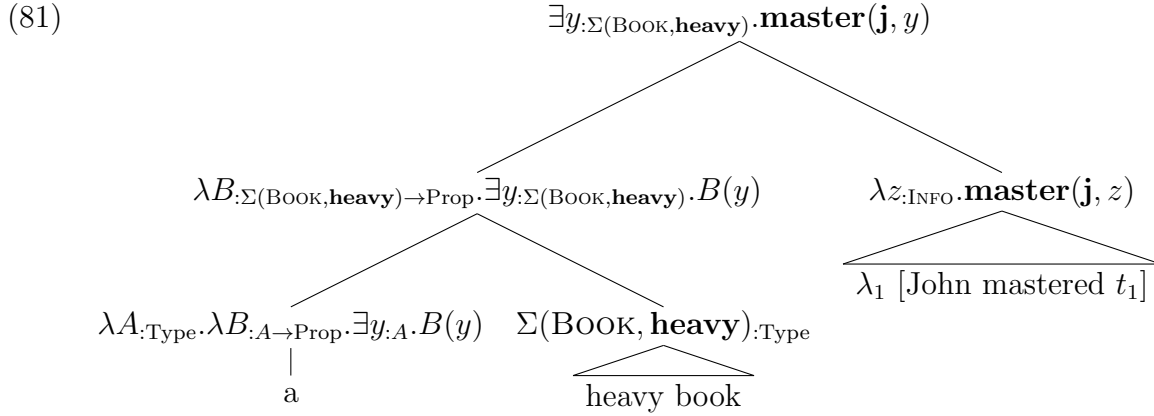 (81)
∃y:Σ(BOOK,heavy).master(j, y)
λB:Σ(BOOK,heavy)→Prop.∃y:Σ(BOOK,heavy).B(y) λz:INFO.master(j, z)
λ1 [John mastered t1]
λA:Type.λB:A→Prop.∃y:A.B(y) Σ(BOOK, heavy):Type
a heavy book